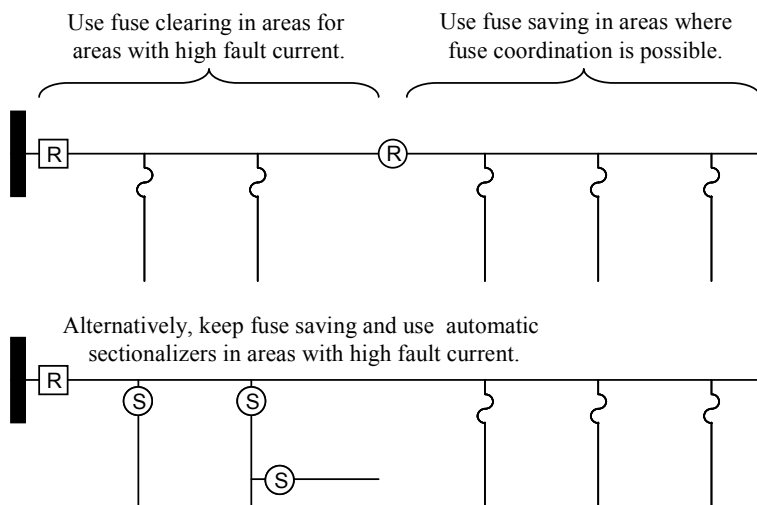 Use fuse clearing in areas for
areas with high fault current.
Use fuse saving in areas where
fuse coordination is possible.
R
R
Alternatively, keep fuse saving and use automatic
sectionalizers in areas with high fault current.
R
S
S
S